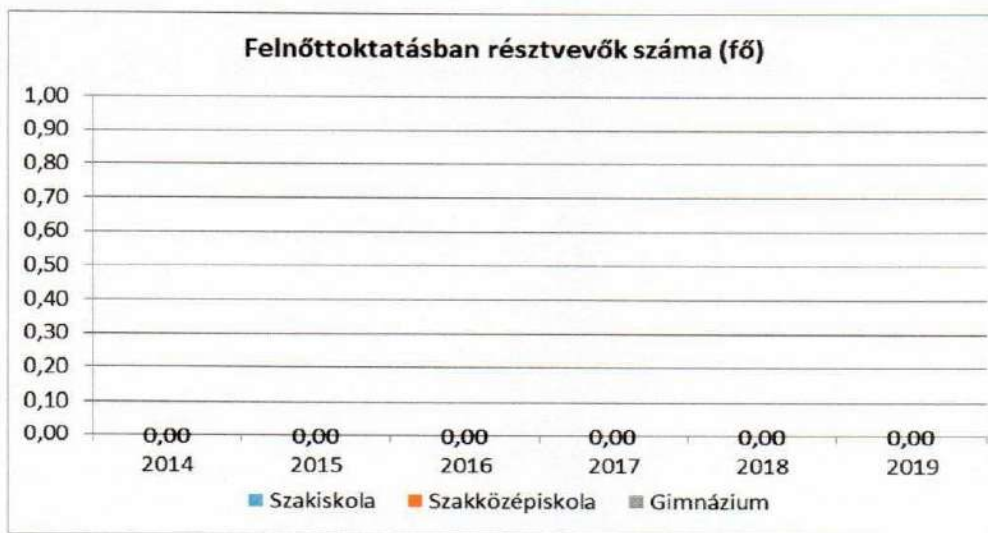 Felnőttoktatásban résztvevők száma (fő)
1,00
0,90
0,80
0,70
0,60
0,50
0,40
0,30
0,20
0,10
0,00
0,00 0,00 0,00 0,00 0,00 0,00
2014 2015 2016 2017 2018 2019
Szakiskola Szakközépiskola Gimnázium